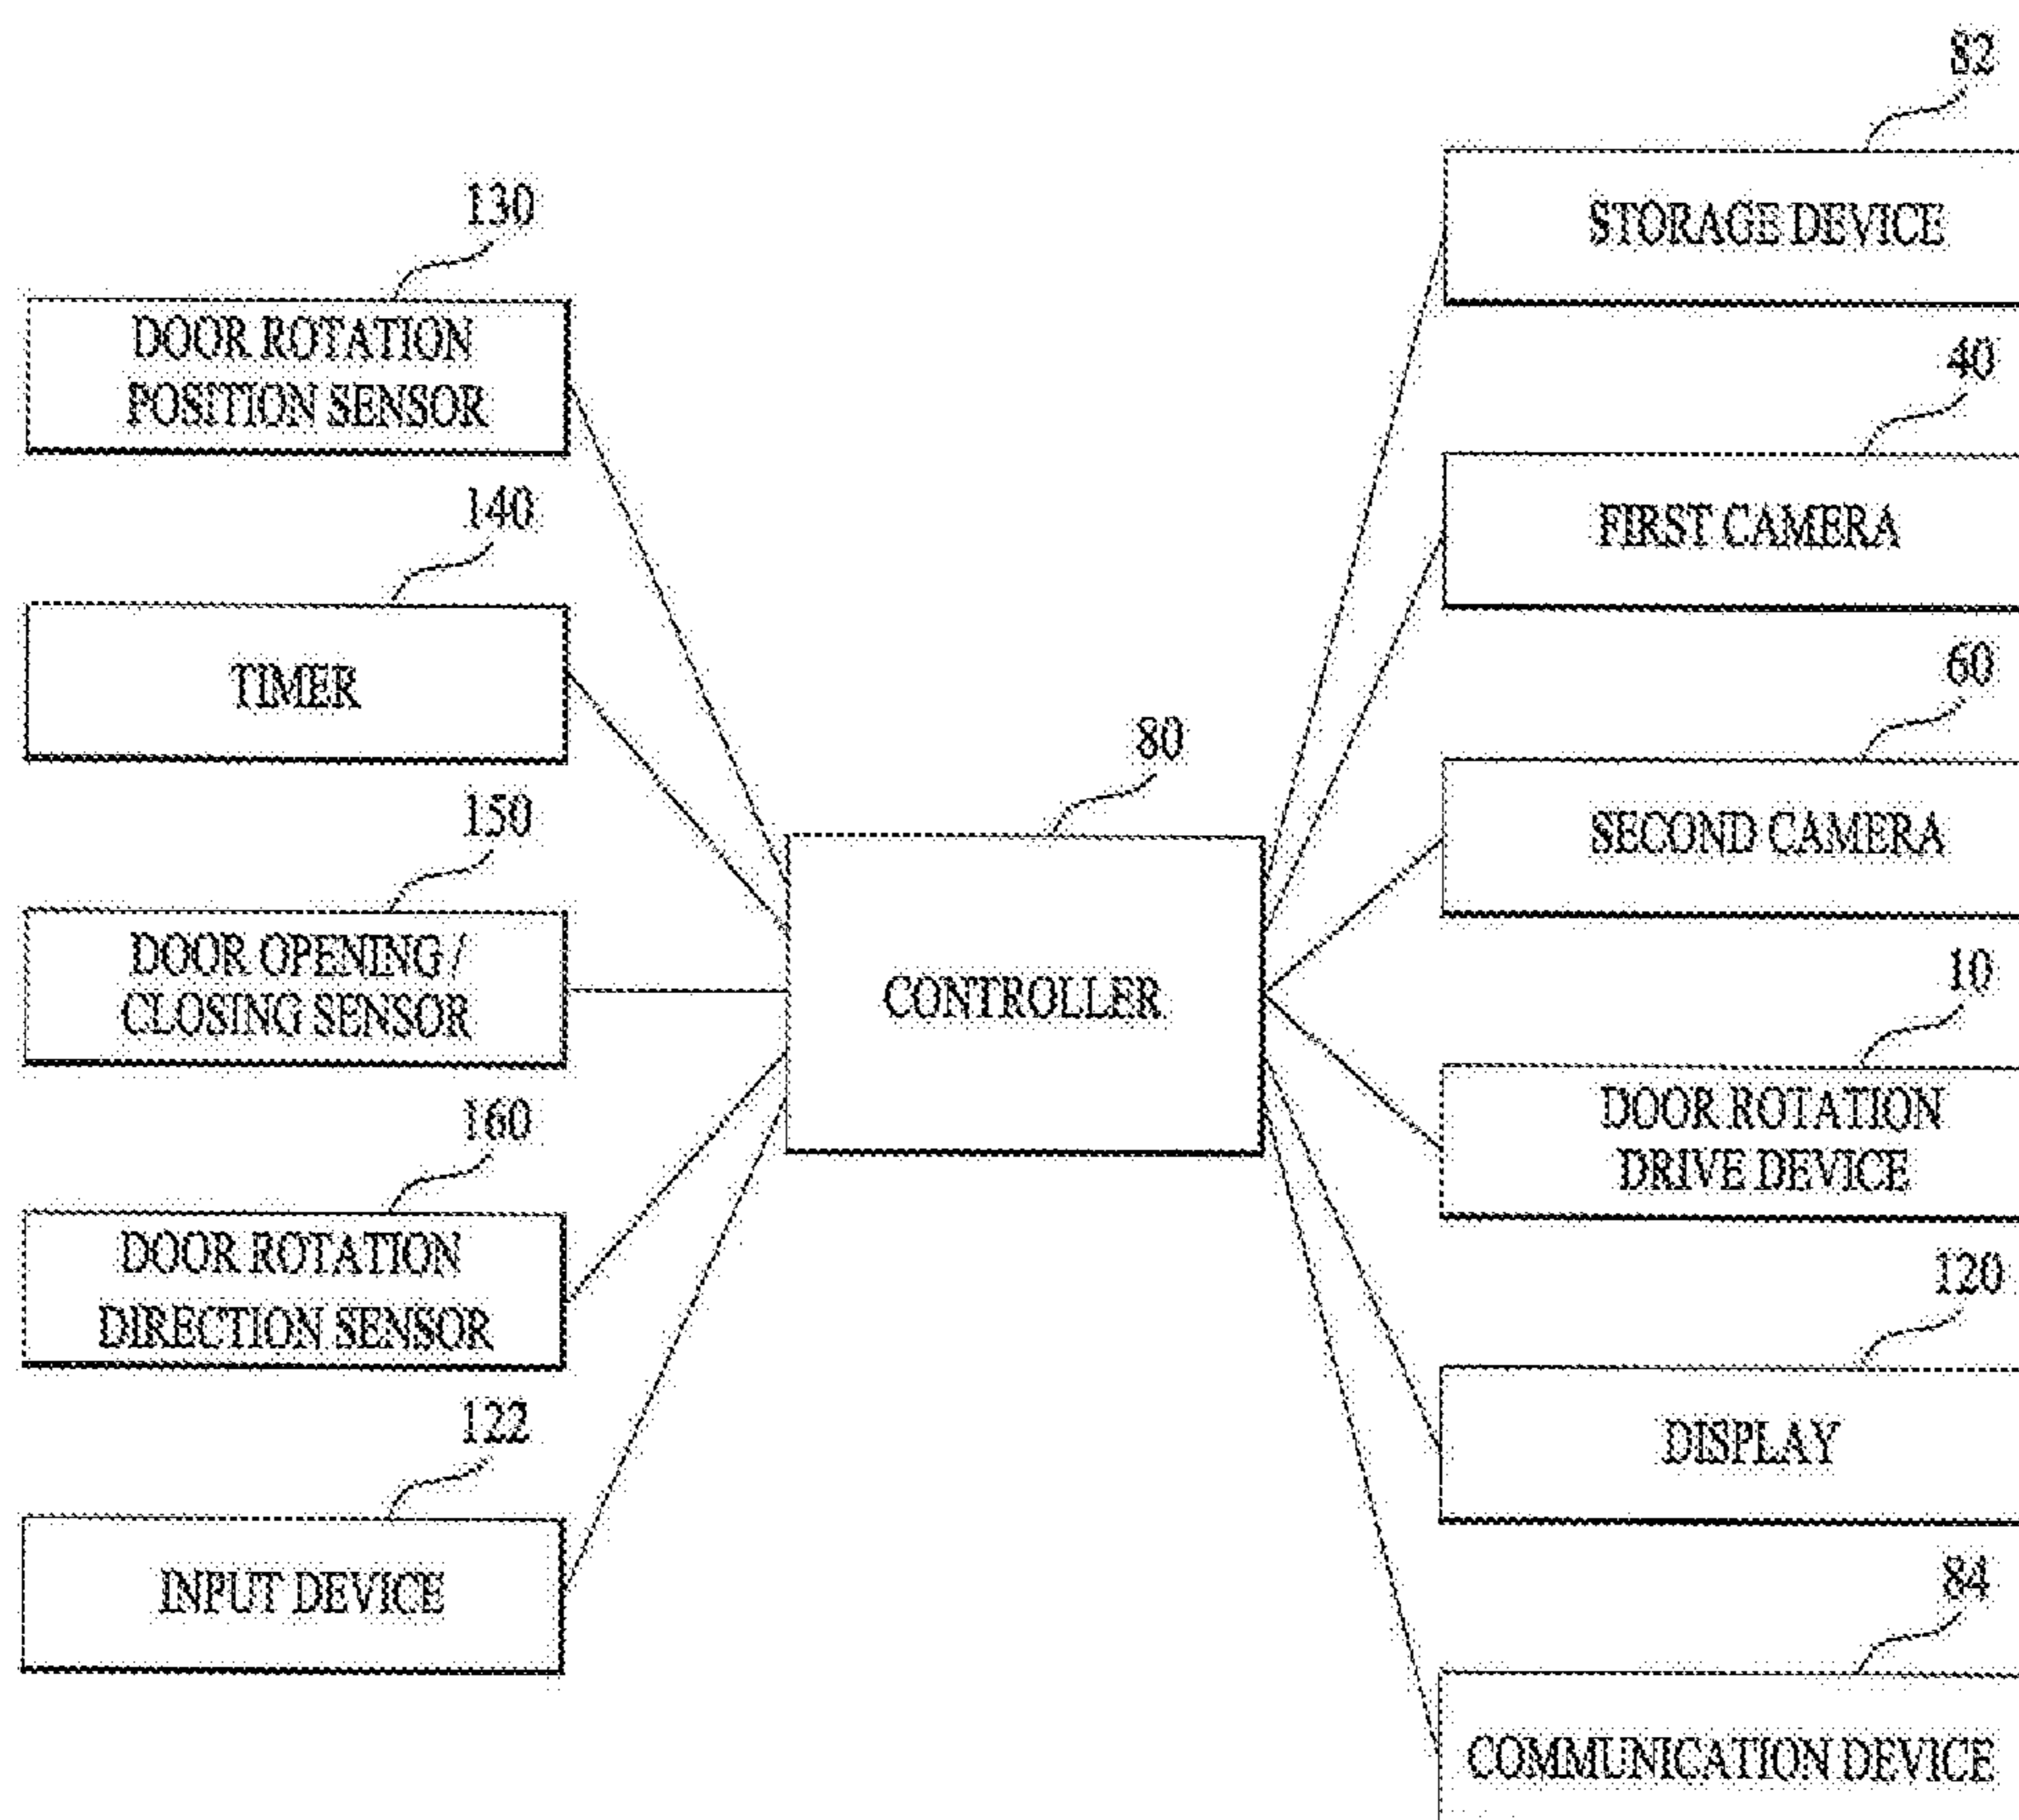 130
DOOR ROTATION
POSITION SENSOR
140
TIMER
150
DOOR OPENING /
CLOSING SENSOR
160
DOOR ROTATION
DIRECTION SENSOR
122
INPUT DEVICE
80
CONTROLLER
82
STORAGE DEVICE
40
FIRST CAMERA
60
SECOND CAMERA
10
DOOR ROTATION
DRIVE DEVICE
120
DISPLAY
84
COMMUNICATION DEVICE